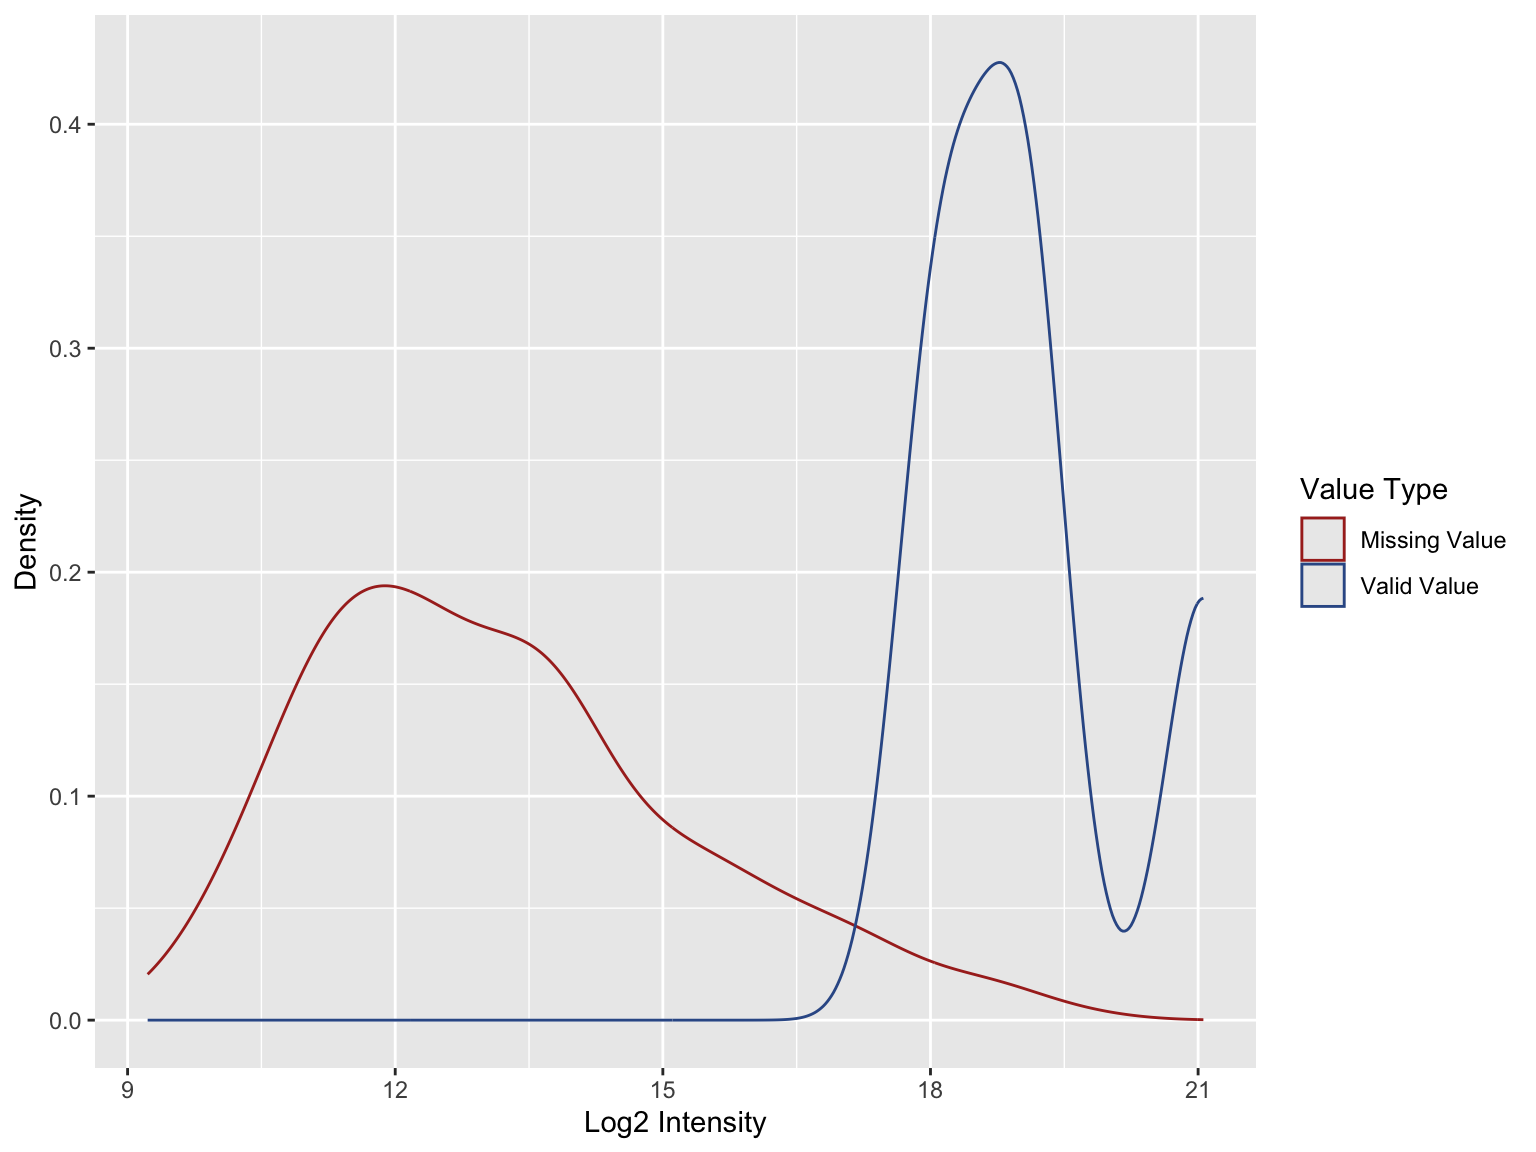 0.4
0.3
0.2
0.1
0.0
Density
9 12 15 18 21
Log2 Intensity
Value Type
Missing Value
Valid Value